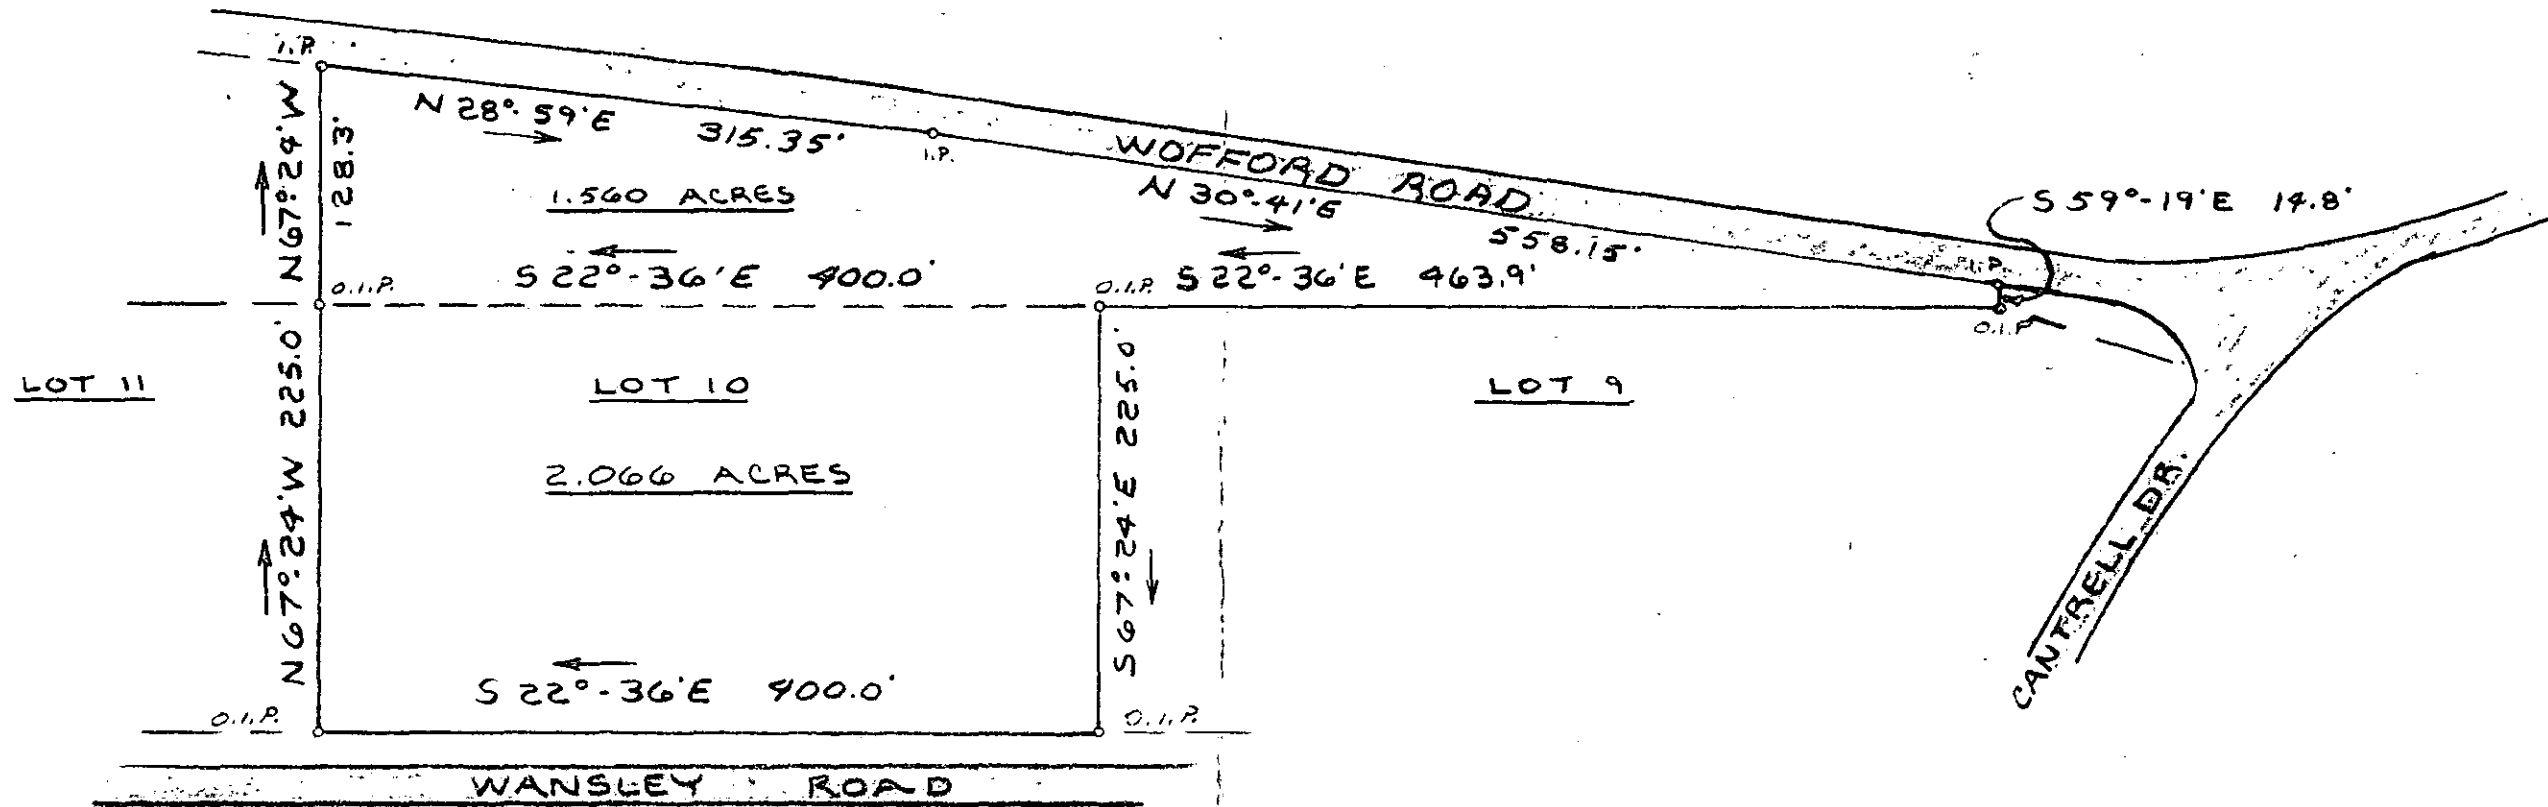 I.P.
N 28°-59'E 315.35'
I.P.
WOFFORD ROAD
N 30°-41'E
558.15'
S 59°-19'E 14.8'
N67°-24'W
128.3'
1.560 ACRES
S 22°-36'E 400.0'
S 22°-36'E 463.9'
O.I.P.
O.I.P.
I.P.
O.I.P.
LOT 11
N67°-24'W 225.0'
LOT 10
2.066 ACRES
S 67°-24'E 225.0'
LOT 9
CANTRELL DR.
S 22°-36'E 400.0'
O.I.P.
O.I.P.
WANSLEY ROAD